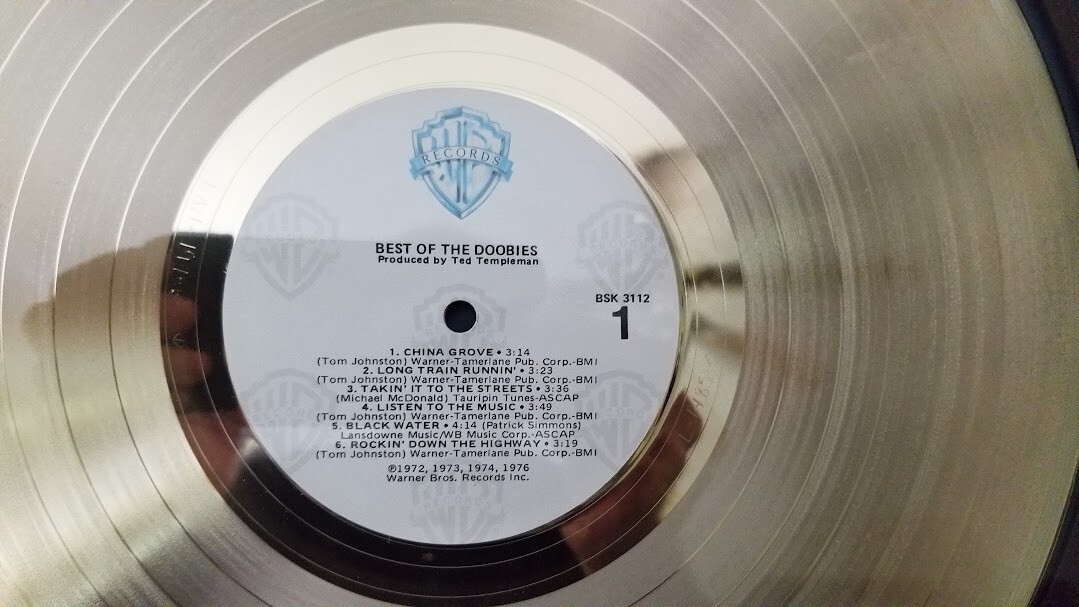 RECORDS
BEST OF THE DOOBIES
Produced by Ted Templeman
BSK 3112
1
1. CHINA GROVE • 3:14
(Tom Johnston) Warner-Tamerlane Pub. Corp.-BMI
2. LONG TRAIN RUNNIN' • 3:23
(Tom Johnston) Warner-Tamerlane Pub. Corp.-BMI
3. TAKIN' IT TO THE STREETS • 3:36
(Michael McDonald) Tauripin Tunes-ASCAP
4. LISTEN TO THE MUSIC • 3:49
(Tom Johnston) Warner-Tamerlane Pub. Corp.-BMI
5. BLACK WATER • 4:14 (Patrick Simmons)
Lansdowne Music/WB Music Corp.-ASCAP
6. ROCKIN' DOWN THE HIGHWAY • 3:19
(Tom Johnston) Warner-Tamerlane Pub. Corp.-BMI
℗1972, 1973, 1974, 1976
Warner Bros. Records Inc.